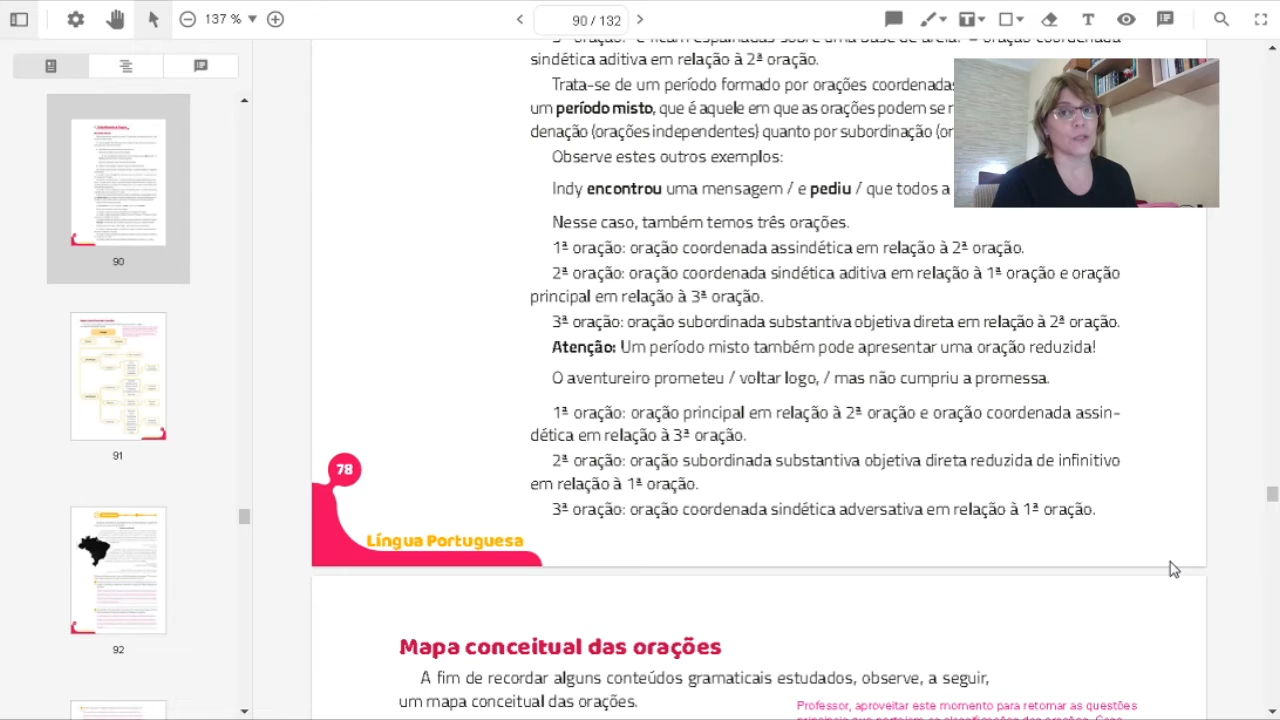 137 %
90 / 132
sindética aditiva em relação à 2ª oração.
Trata-se de um período formado por orações coordenadas
um período misto, que é aquele em que as orações podem se
(orações independentes) quanto por subordinação
Observe estes outros exemplos:
encontrou uma mensagem / e pediu / que todos a
caso, também temos três orações.
1ª oração: oração coordenada assindética em relação à 2ª oração.
2ª oração: oração coordenada sindética aditiva em relação à 1ª oração e oração
principal em relação à 3ª oração.
3ª oração: oração subordinada substantiva objetiva direta em relação à 2ª oração.
Atenção: Um período misto também pode apresentar uma oração reduzida!
O aventureiro prometeu / voltar logo, / mas não cumpriu a promessa.
1ª oração: oração principal em relação à 2ª oração e oração coordenada assin-
dética em relação à 3ª oração.
2ª oração: oração subordinada substantiva objetiva direta reduzida de infinitivo
em relação à 1ª oração.
oração: oração coordenada sindética adversativa em relação à 1ª oração.
78
Língua Portuguesa
Mapa conceitual das orações
A fim de recordar alguns conteúdos gramaticais estudados, observe, a seguir,
um mapa conceitual das orações.
Professor, aproveitar este momento para retomar as questões
90
91
92